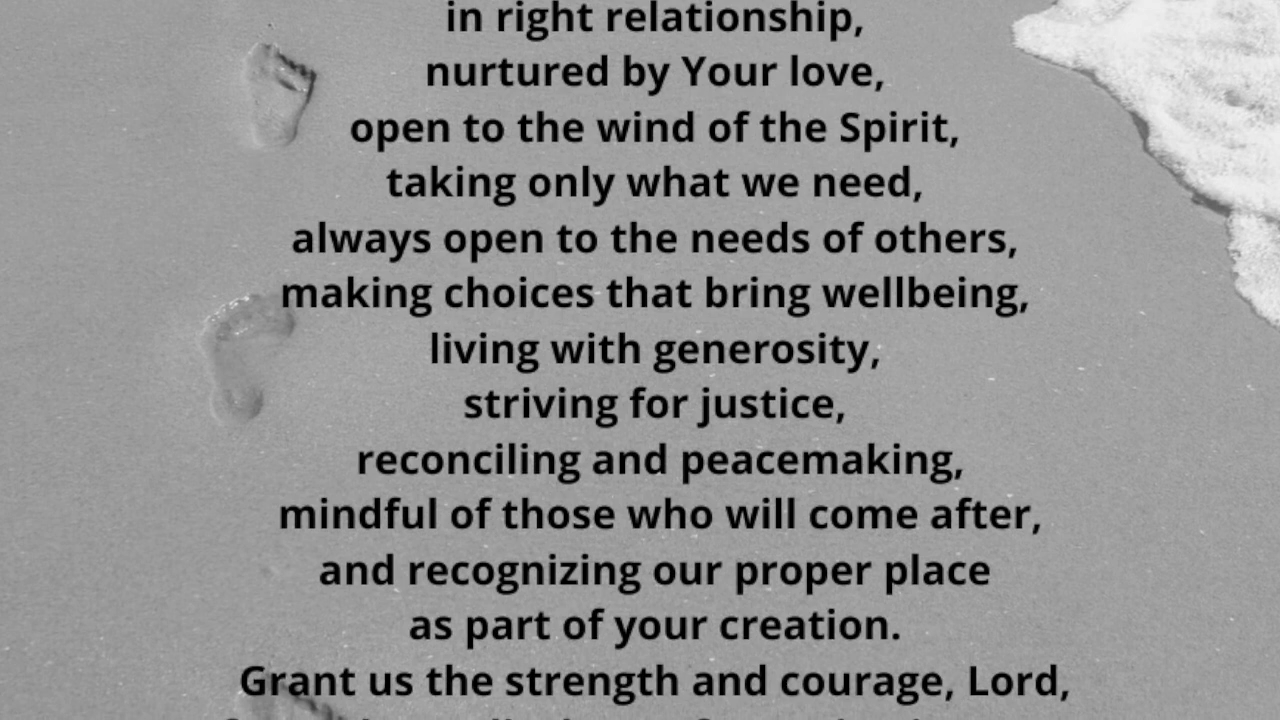 in right relationship,
nurtured by Your love,
open to the wind of the Spirit,
taking only what we need,
always open to the needs of others,
making choices that bring wellbeing,
living with generosity,
striving for justice,
reconciling and peacemaking,
mindful of those who will come after,
and recognizing our proper place
as part of your creation.
Grant us the strength and courage, Lord,